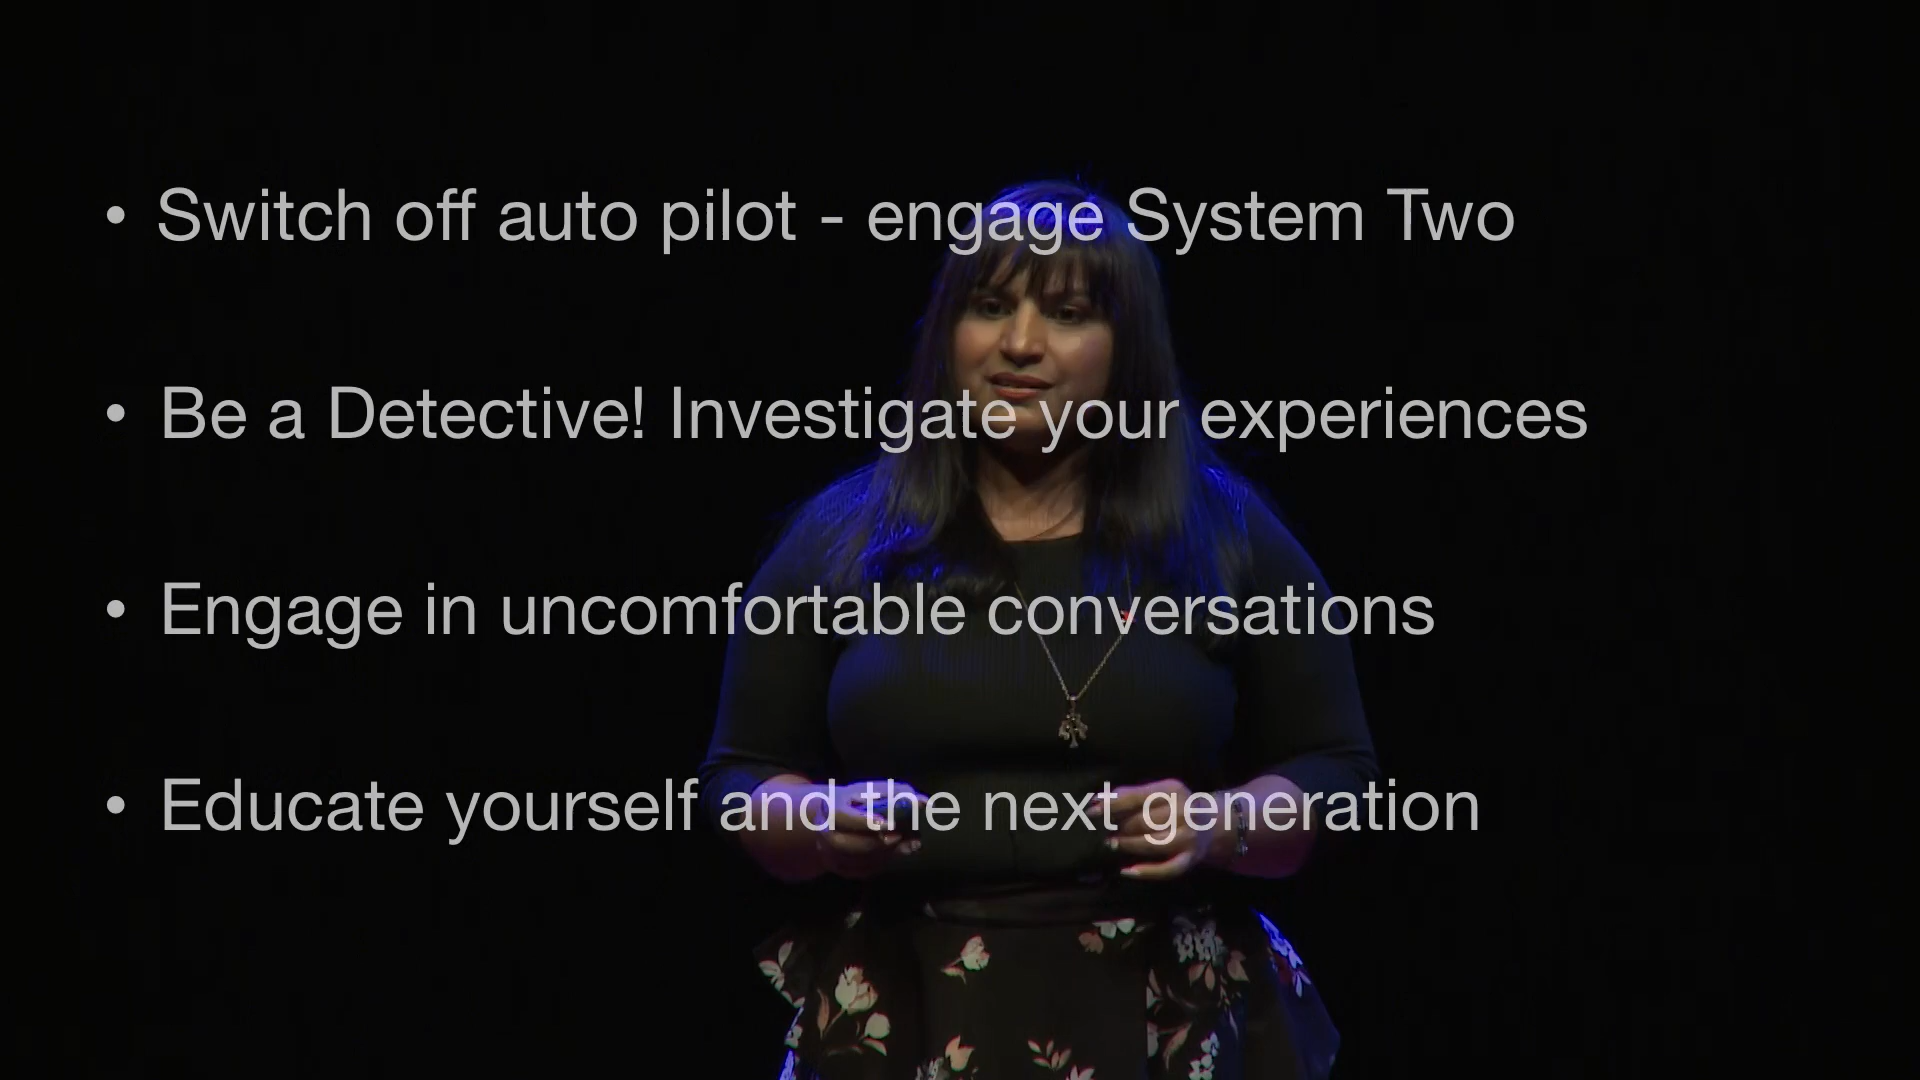 • Switch off auto pilot - engage System Two
• Be a Detective! Investigate your experiences
• Engage in uncomfortable conversations
• Educate yourself and the next generation